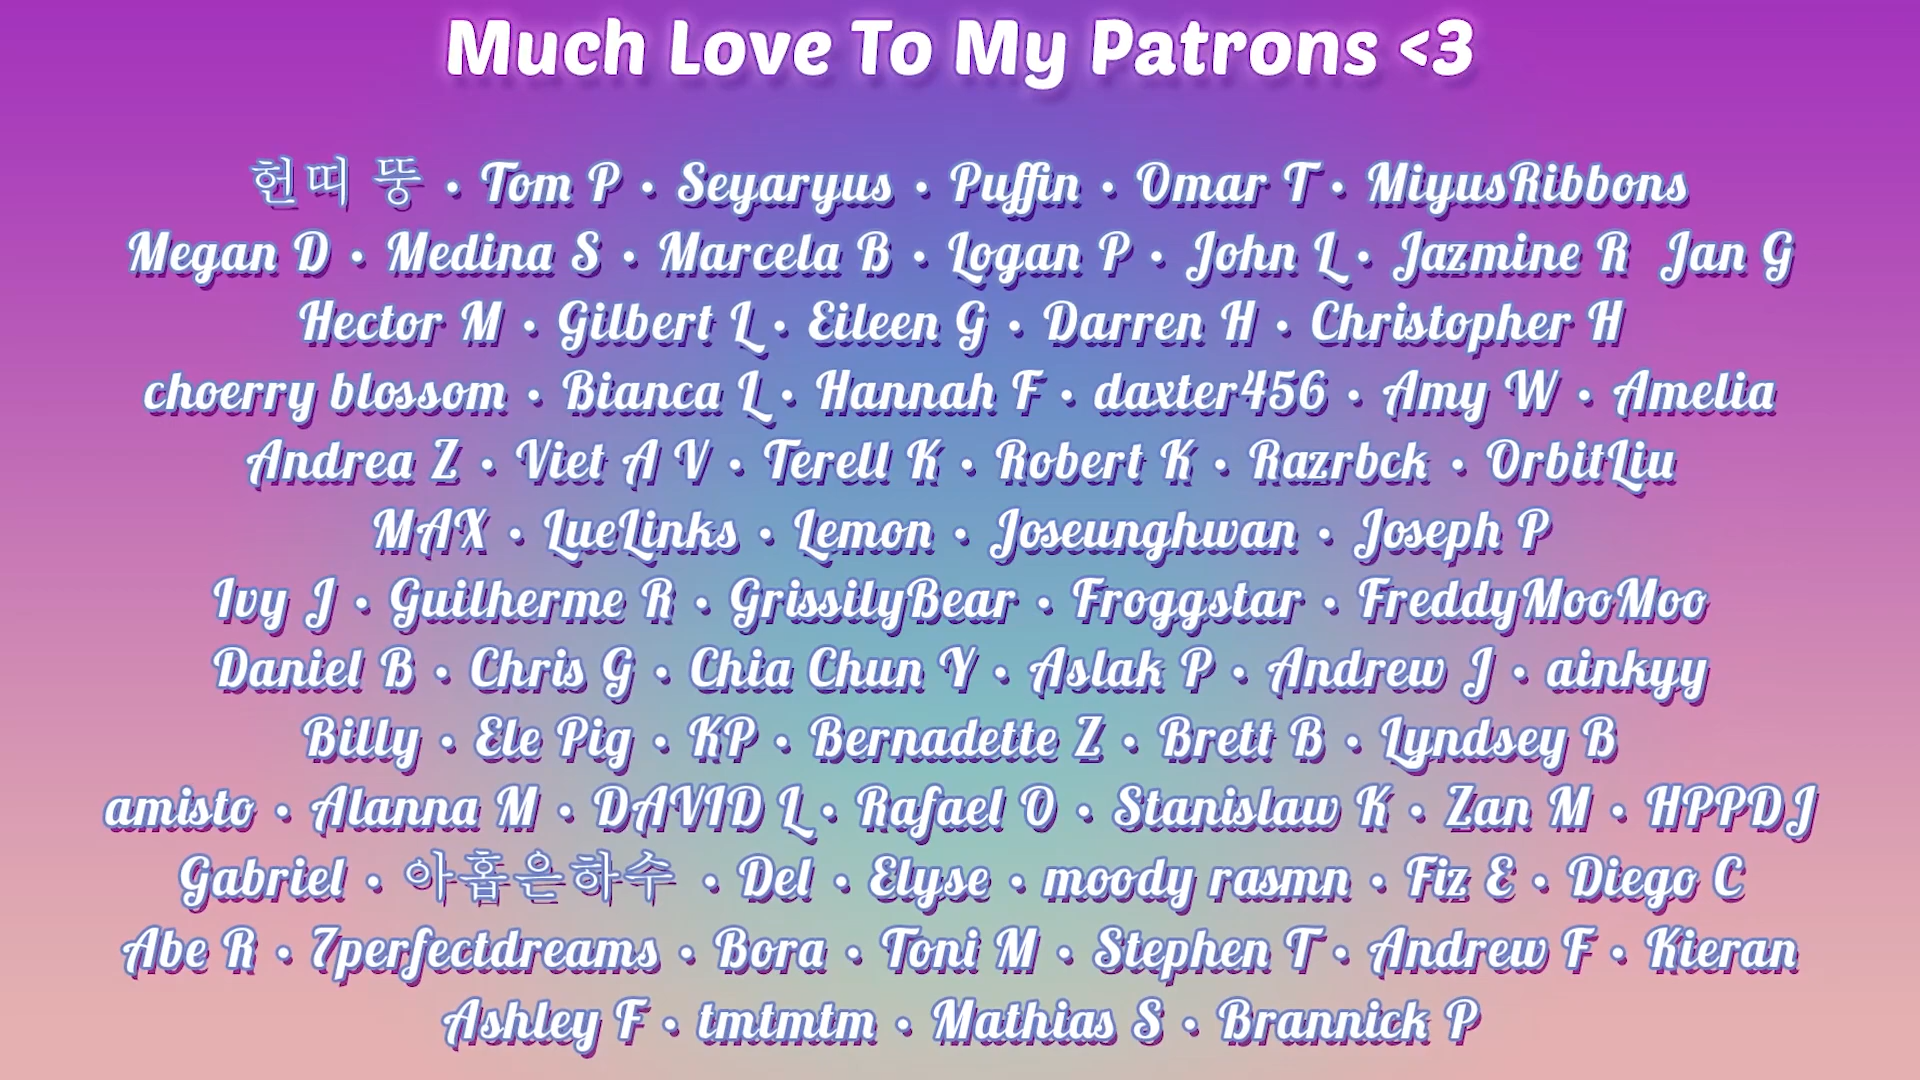 Much Love To My Patrons <3
헌띠 뚱 • Tom P • Seyaryus • Puffin • Omar T • MiyusRibbons
Megan D • Medina S • Marcela B • Logan P • John L • Jazmine R Jan G
Hector M • Gilbert L • Eileen G • Darren H • Christopher H
choerry blossom • Bianca L • Hannah F • daxter456 • Amy W • Amelia
Andrea Z • Viet A V • Terell K • Robert K • Razrbck • OrbitLiu
MAX • LueLinks • Lemon • Joseunghwan • Joseph P
Ivy J • Guilherme R • GrissilyBear • Froggstar • FreddyMooMoo
Daniel B • Chris G • Chia Chun Y • Aslak P • Andrew J • ainkyy
Billy • Ele Pig • KP • Bernadette Z • Brett B • Lyndsey B
amisto • Alanna M • DAVID L • Rafael O • Stanislaw K • Zan M • HPPDJ
Gabriel • 아홉은하수 • Del • Elyse • moody rasmn • Fiz E • Diego C
Abe R • 7perfectdreams • Bora • Toni M • Stephen T • Andrew F • Kieran
Ashley F • tmtmtm • Mathias S • Brannick P